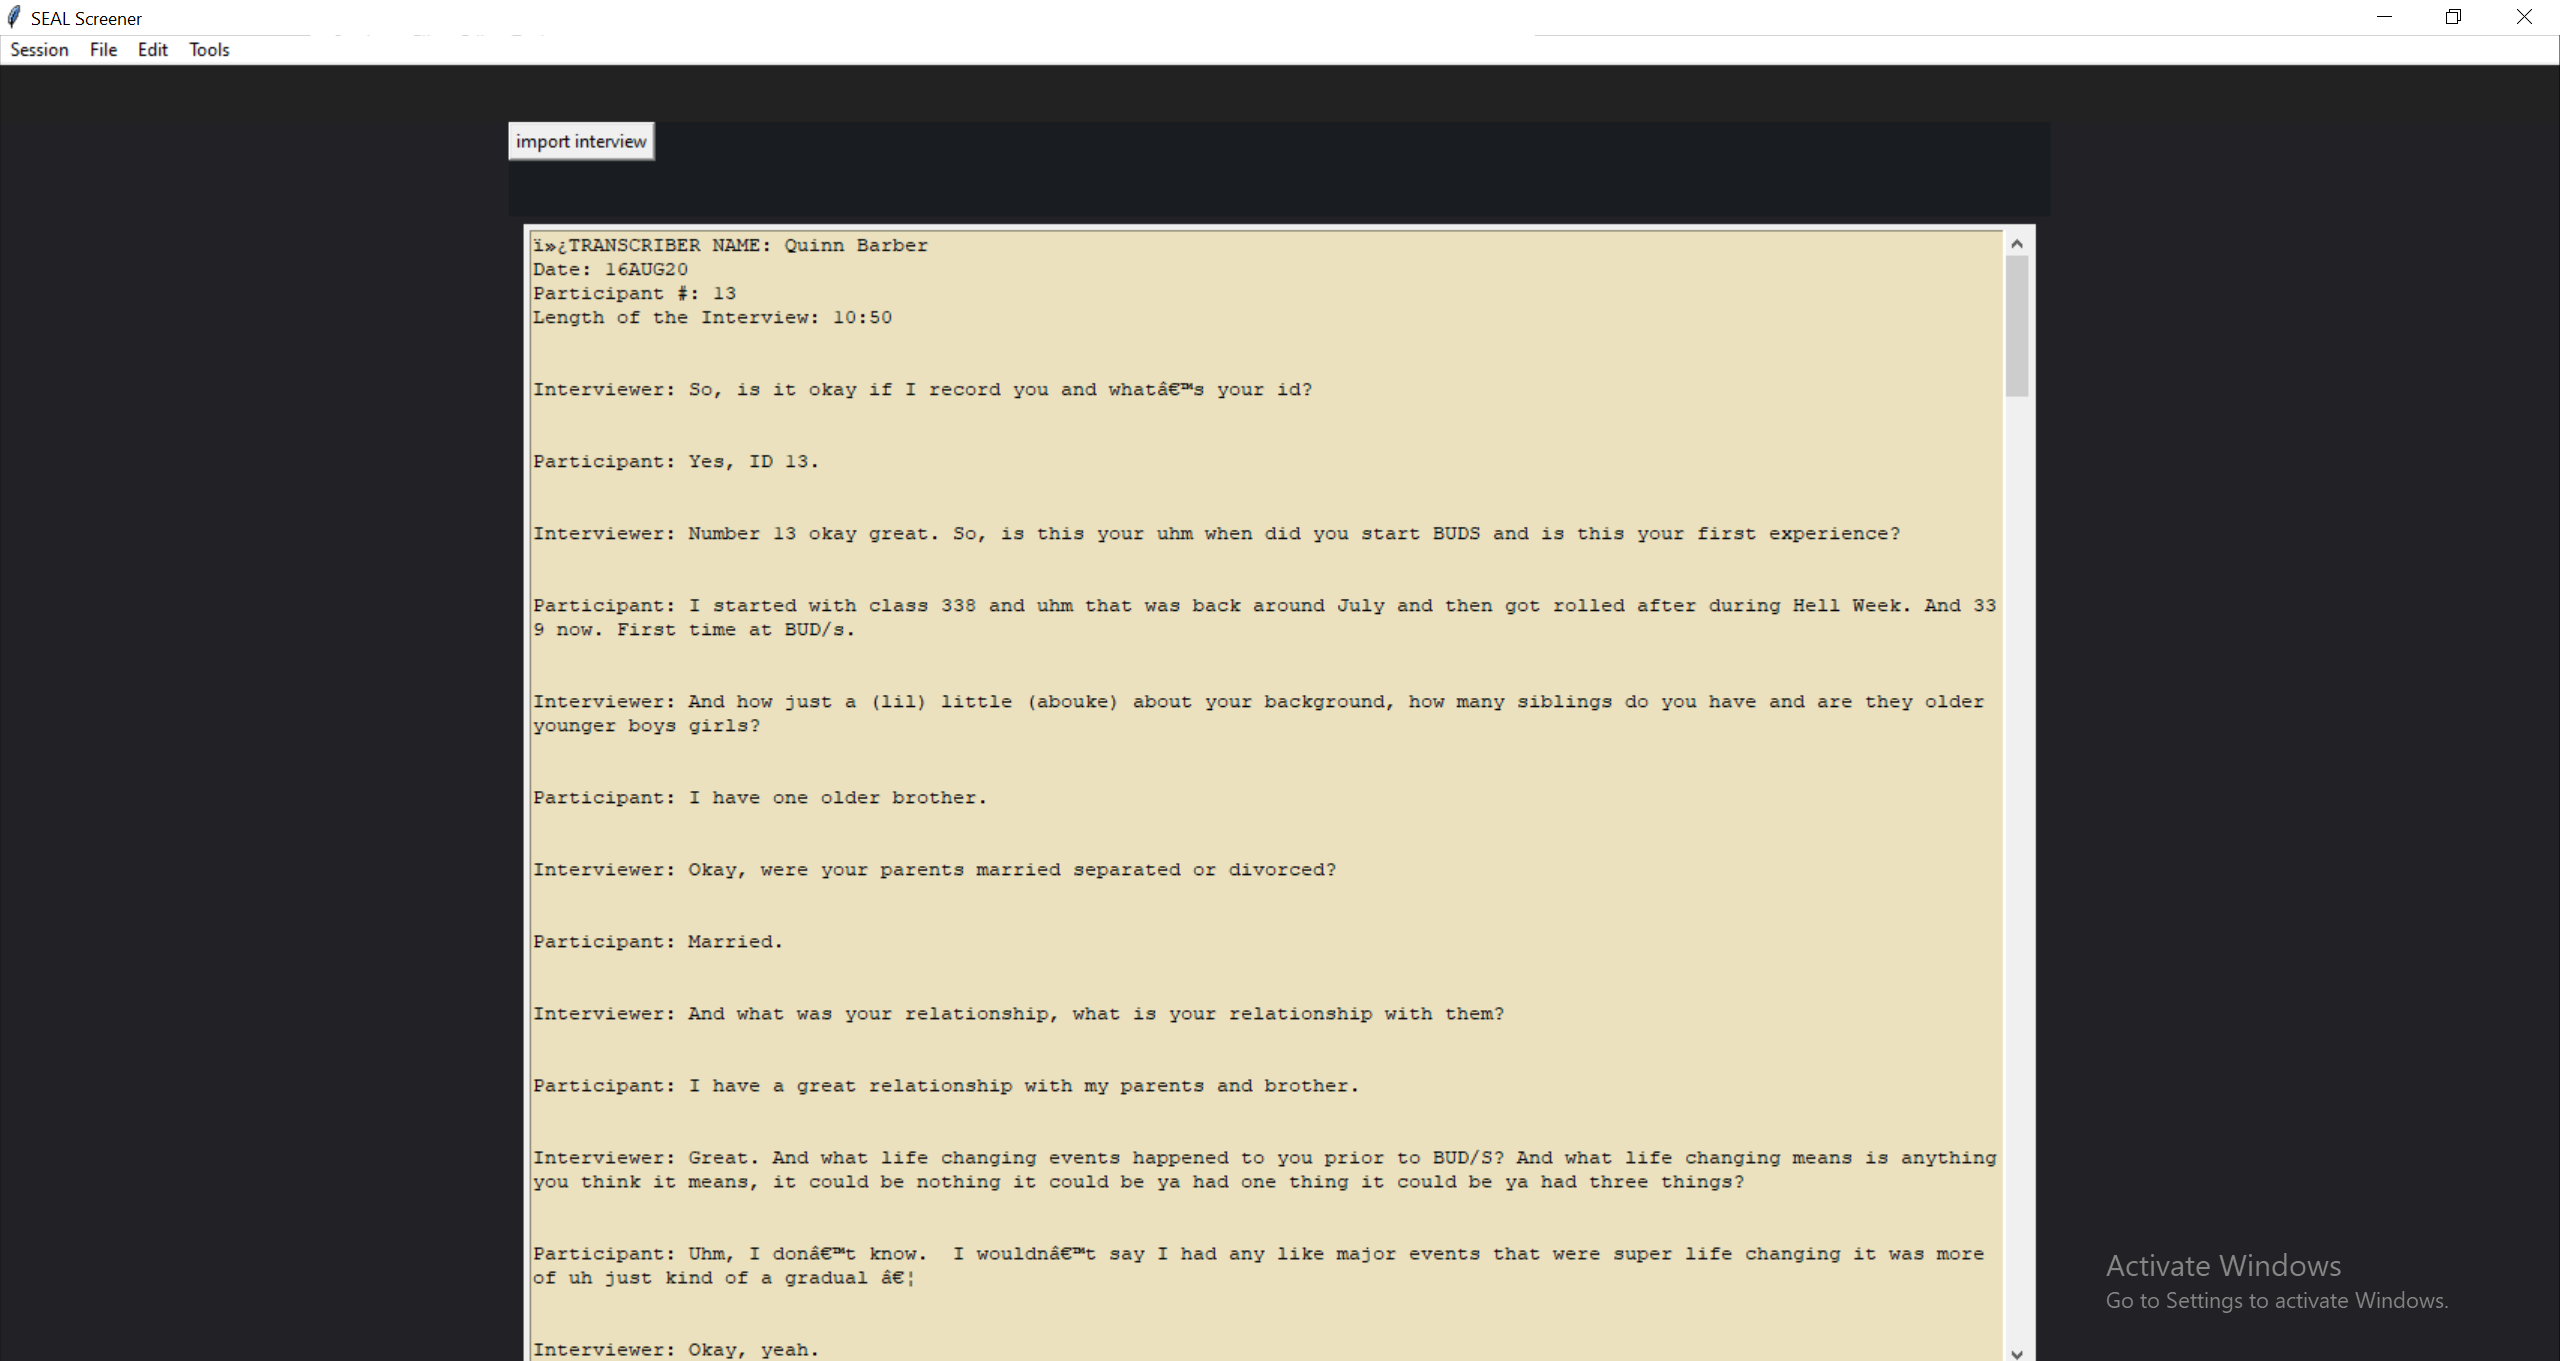 SEAL Screener
Session File Edit Tools
import interview
ï»¿TRANSCRIBER NAME: Quinn Barber
Date: 16AUG20
Participant #: 13
Length of the Interview: 10:50
Interviewer: So, is it okay if I record you and whatâ€™s your id?
Participant: Yes, ID 13.
Interviewer: Number 13 okay great. So, is this your uhm when did you start BUDS and is this your first experience?
Participant: I started with class 338 and uhm that was back around July and then got rolled after during Hell Week. And 33
9 now. First time at BUD/s.
Interviewer: And how just a (lil) little (abouke) about your background, how many siblings do you have and are they older
younger boys girls?
Participant: I have one older brother.
Interviewer: Okay, were your parents married separated or divorced?
Participant: Married.
Interviewer: And what was your relationship, what is your relationship with them?
Participant: I have a great relationship with my parents and brother.
Interviewer: Great. And what life changing events happened to you prior to BUD/S? And what life changing means is anything
you think it means, it could be nothing it could be ya had one thing it could be ya had three things?
Participant: Uhm, I donâ€™t know.  I wouldnâ€™t say I had any like major events that were super life changing it was more
of uh just kind of a gradual â€¦
Interviewer: Okay, yeah.
Activate Windows
Go to Settings to activate Windows.